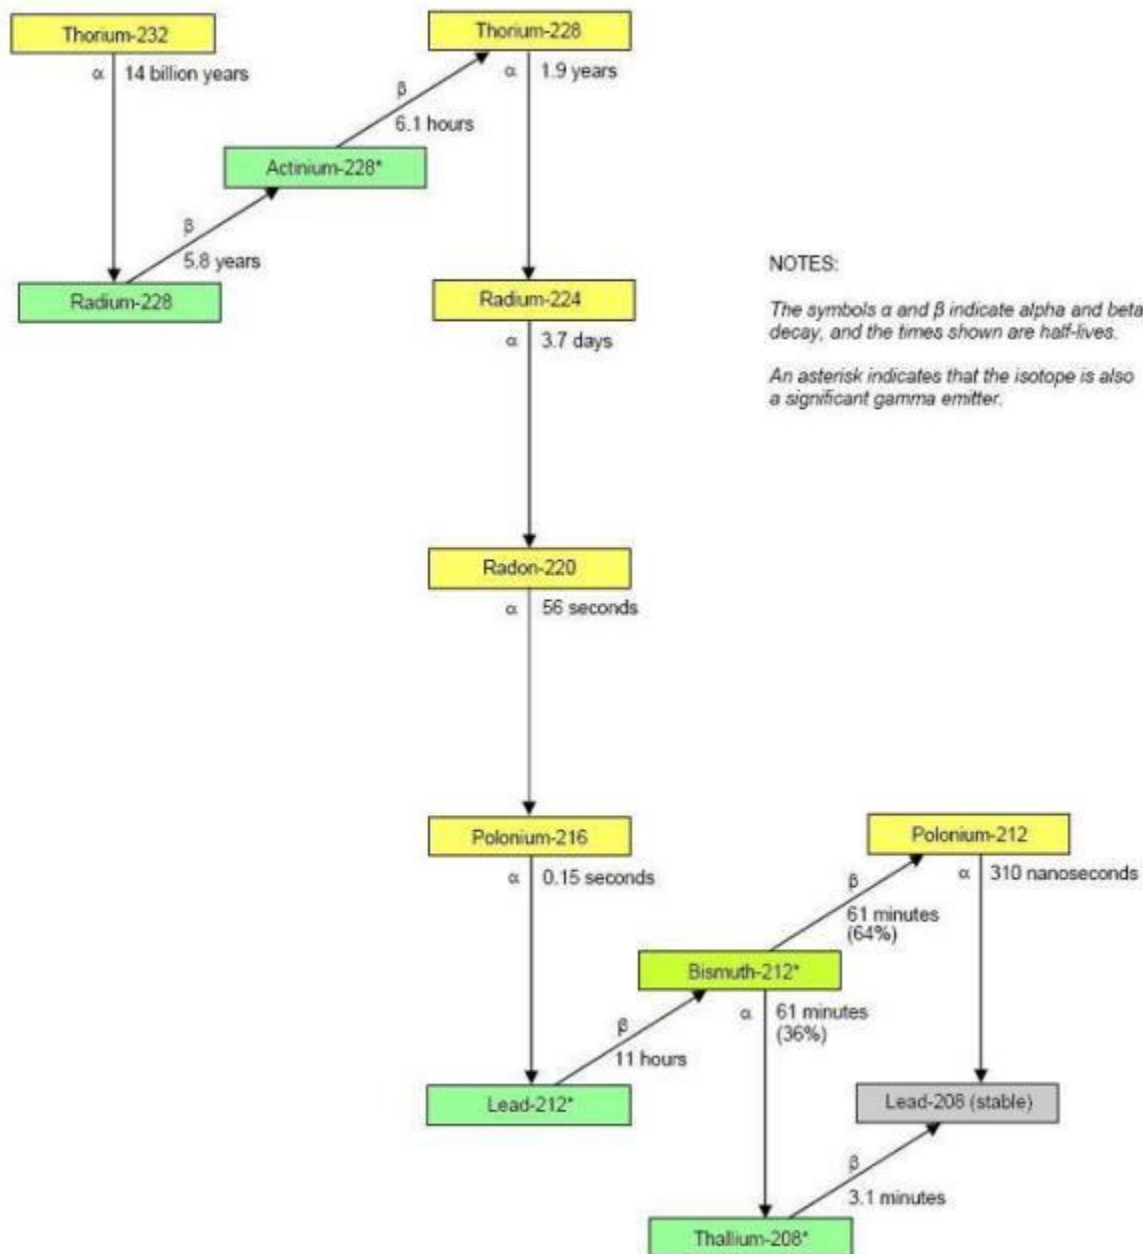 Thorium-232
Thorium-228
α 14 billion years
α 1.9 years
β
6.1 hours
Actinium-228*
β
5.8 years
Radium-228
Radium-224
α 3.7 days
NOTES:
The symbols α and β indicate alpha and beta
decay, and the times shown are half-lives.
An asterisk indicates that the isotope is also
a significant gamma emitter.
Radon-220
α 56 seconds
Polonium-216
α 0.15 seconds
Polonium-212
α 310 nanoseconds
β
61 minutes
(64%)
Bismuth-212*
α 61 minutes
(36%)
β
11 hours
Lead-212*
Lead-208 (stable)
β
3.1 minutes
Thallium-208*